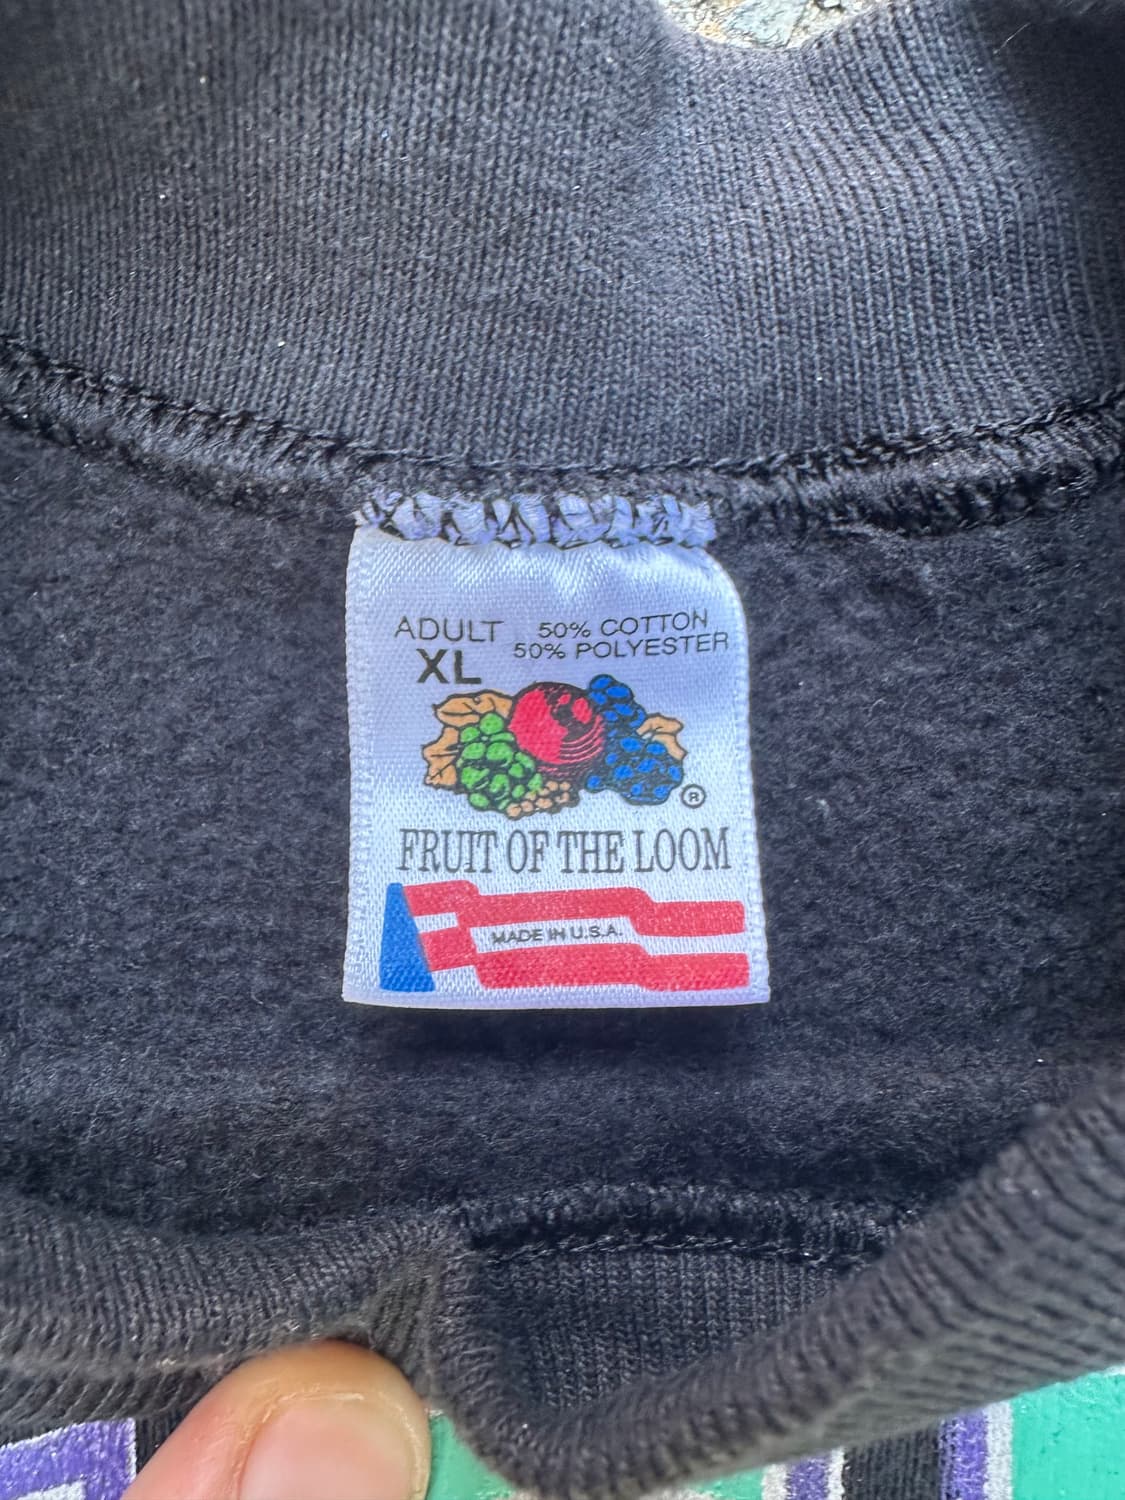 ADULT 50% COTTON
XL 50% POLYESTER
®
FRUIT OF THE LOOM
MADE IN U.S.A.